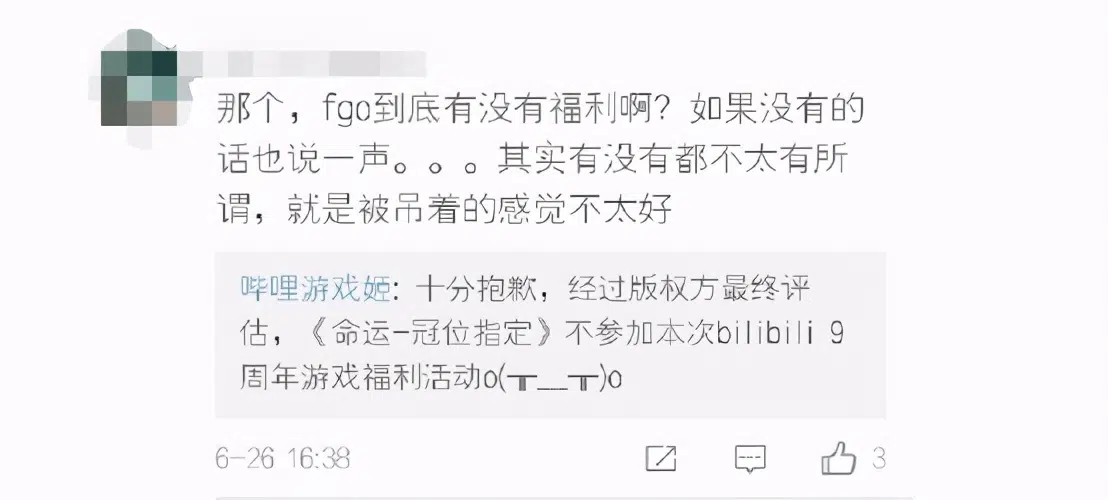 那个，fgo到底有没有福利啊？如果没有的
话也说一声。。。其实有没有都不太有所
谓，就是被吊着的感觉不太好
哔哩游戏姬: 十分抱歉，经过版权方最终评
估，《命运-冠位指定》不参加本次bilibili 9
周年游戏福利活动o(╥﹏╥)o
6-26 16:38
3